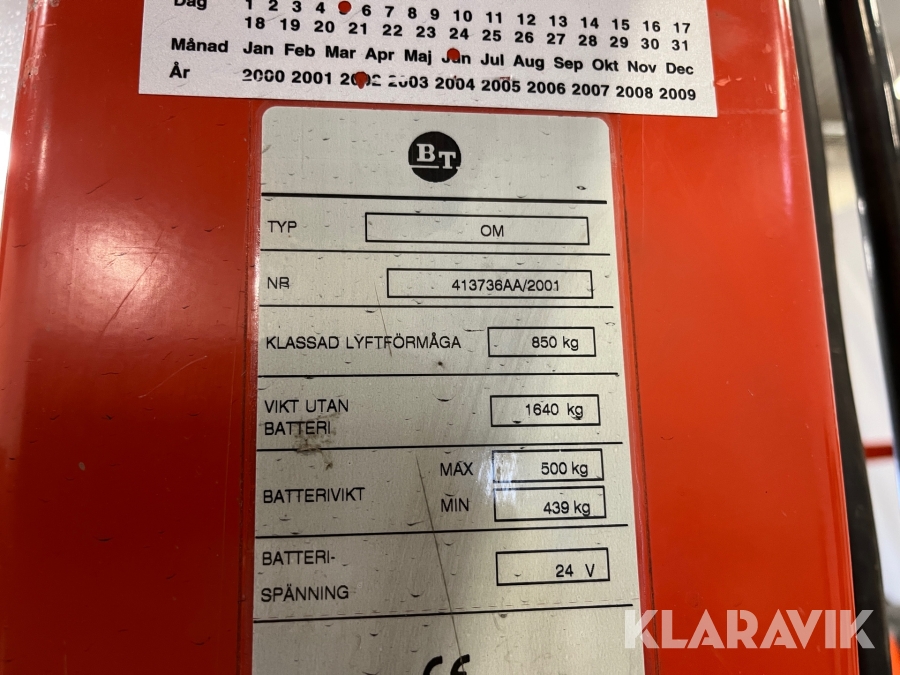 Dag 1 2 3 4 6 7 8 9 10 11 12 13 14 15 16 17
18 19 20 21 22 23 24 25 26 27 28 29 30 31
Månad Jan Feb Mar Apr Maj Jun Jul Aug Sep Okt Nov Dec
År 2000 2001 2002 2003 2004 2005 2006 2007 2008 2009
BT
TYP OM
NR 413736AA/2001
KLASSAD LYFTFÖRMÅGA 850 kg
VIKT UTAN
BATTERI 1640 kg
BATTERIVIKT MAX 500 kg
MIN 439 kg
BATTERI-
SPÄNNING 24 V
CE
KLARAVIK